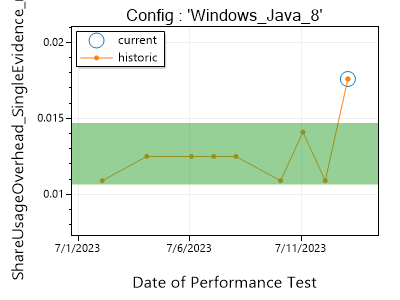 Config : 'Windows_Java_8'
current
historic
0.02
0.015
0.01
ShareUsageOverhead_SingleEvidence_
7/1/2023
7/6/2023
7/11/2023
Date of Performance Test